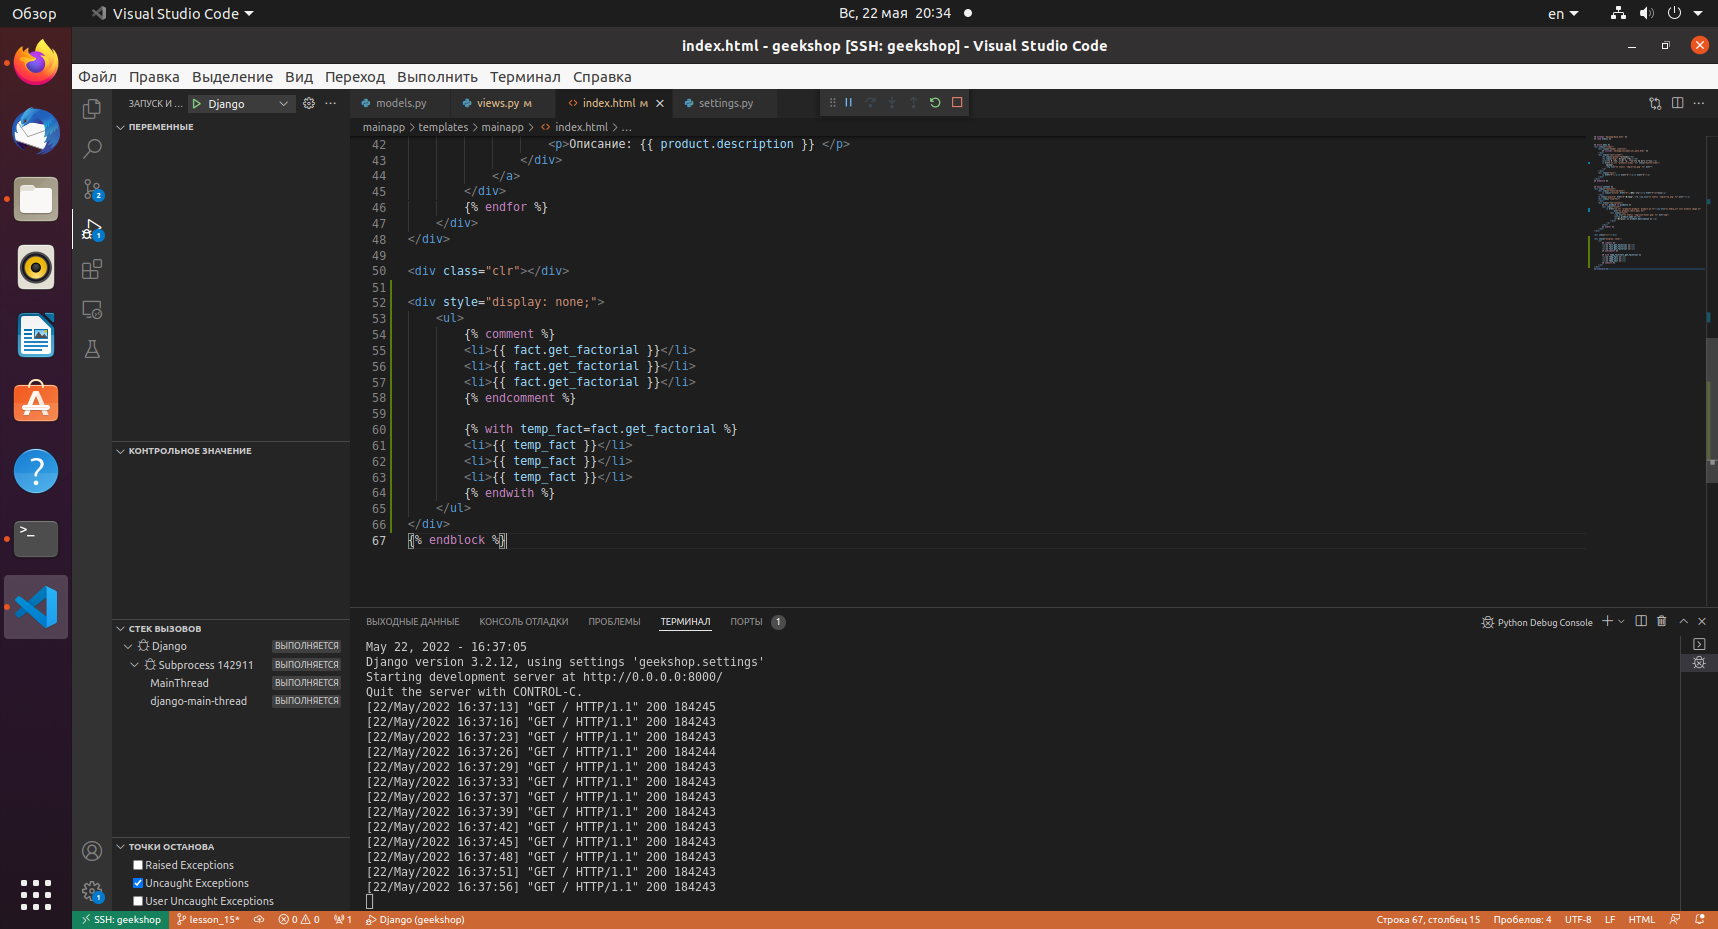 Обзор
Visual Studio Code
Вс, 22 мая 20:34
en
index.html - geekshop [SSH: geekshop] - Visual Studio Code
Файл Правка Выделение Вид Переход Выполнить Терминал Справка
ЗАПУСК И ... Django
models.py views.py M index.html M settings.py
mainapp > templates > mainapp > index.html > ...
ПЕРЕМЕННЫЕ
42 <p>Описание: {{ product.description }} </p>
43 </div>
44 </a>
45 </div>
46 {% endfor %}
47 </div>
48 </div>
49
50 <div class="clr"></div>
51
52 <div style="display: none;">
53 <ul>
54 {% comment %}
55 <li>{{ fact.get_factorial }}</li>
56 <li>{{ fact.get_factorial }}</li>
57 <li>{{ fact.get_factorial }}</li>
58 {% endcomment %}
59
60 {% with temp_fact=fact.get_factorial %}
61 <li>{{ temp_fact }}</li>
62 <li>{{ temp_fact }}</li>
63 <li>{{ temp_fact }}</li>
64 {% endwith %}
65 </ul>
66 </div>
67 {% endblock %}
2
1
КОНТРОЛЬНОЕ ЗНАЧЕНИЕ
СТЕК ВЫЗОВОВ
Django ВЫПОЛНЯЕТСЯ
Subprocess 142911 ВЫПОЛНЯЕТСЯ
MainThread ВЫПОЛНЯЕТСЯ
django-main-thread ВЫПОЛНЯЕТСЯ
ТОЧКИ ОСТАНОВА
Raised Exceptions
Uncaught Exceptions
User Uncaught Exceptions
1
ВЫХОДНЫЕ ДАННЫЕ КОНСОЛЬ ОТЛАДКИ ПРОБЛЕМЫ ТЕРМИНАЛ ПОРТЫ 1
Python Debug Console
May 22, 2022 - 16:37:05
Django version 3.2.12, using settings 'geekshop.settings'
Starting development server at http://0.0.0.0:8000/
Quit the server with CONTROL-C.
[22/May/2022 16:37:13] "GET / HTTP/1.1" 200 184245
[22/May/2022 16:37:16] "GET / HTTP/1.1" 200 184243
[22/May/2022 16:37:23] "GET / HTTP/1.1" 200 184243
[22/May/2022 16:37:26] "GET / HTTP/1.1" 200 184244
[22/May/2022 16:37:29] "GET / HTTP/1.1" 200 184243
[22/May/2022 16:37:33] "GET / HTTP/1.1" 200 184243
[22/May/2022 16:37:37] "GET / HTTP/1.1" 200 184243
[22/May/2022 16:37:39] "GET / HTTP/1.1" 200 184243
[22/May/2022 16:37:42] "GET / HTTP/1.1" 200 184243
[22/May/2022 16:37:45] "GET / HTTP/1.1" 200 184243
[22/May/2022 16:37:48] "GET / HTTP/1.1" 200 184243
[22/May/2022 16:37:51] "GET / HTTP/1.1" 200 184243
[22/May/2022 16:37:56] "GET / HTTP/1.1" 200 184243
SSH: geekshop lesson_15* 0 0 1 Django (geekshop)
Строка 67, столбец 15 Пробелов: 4 UTF-8 LF HTML